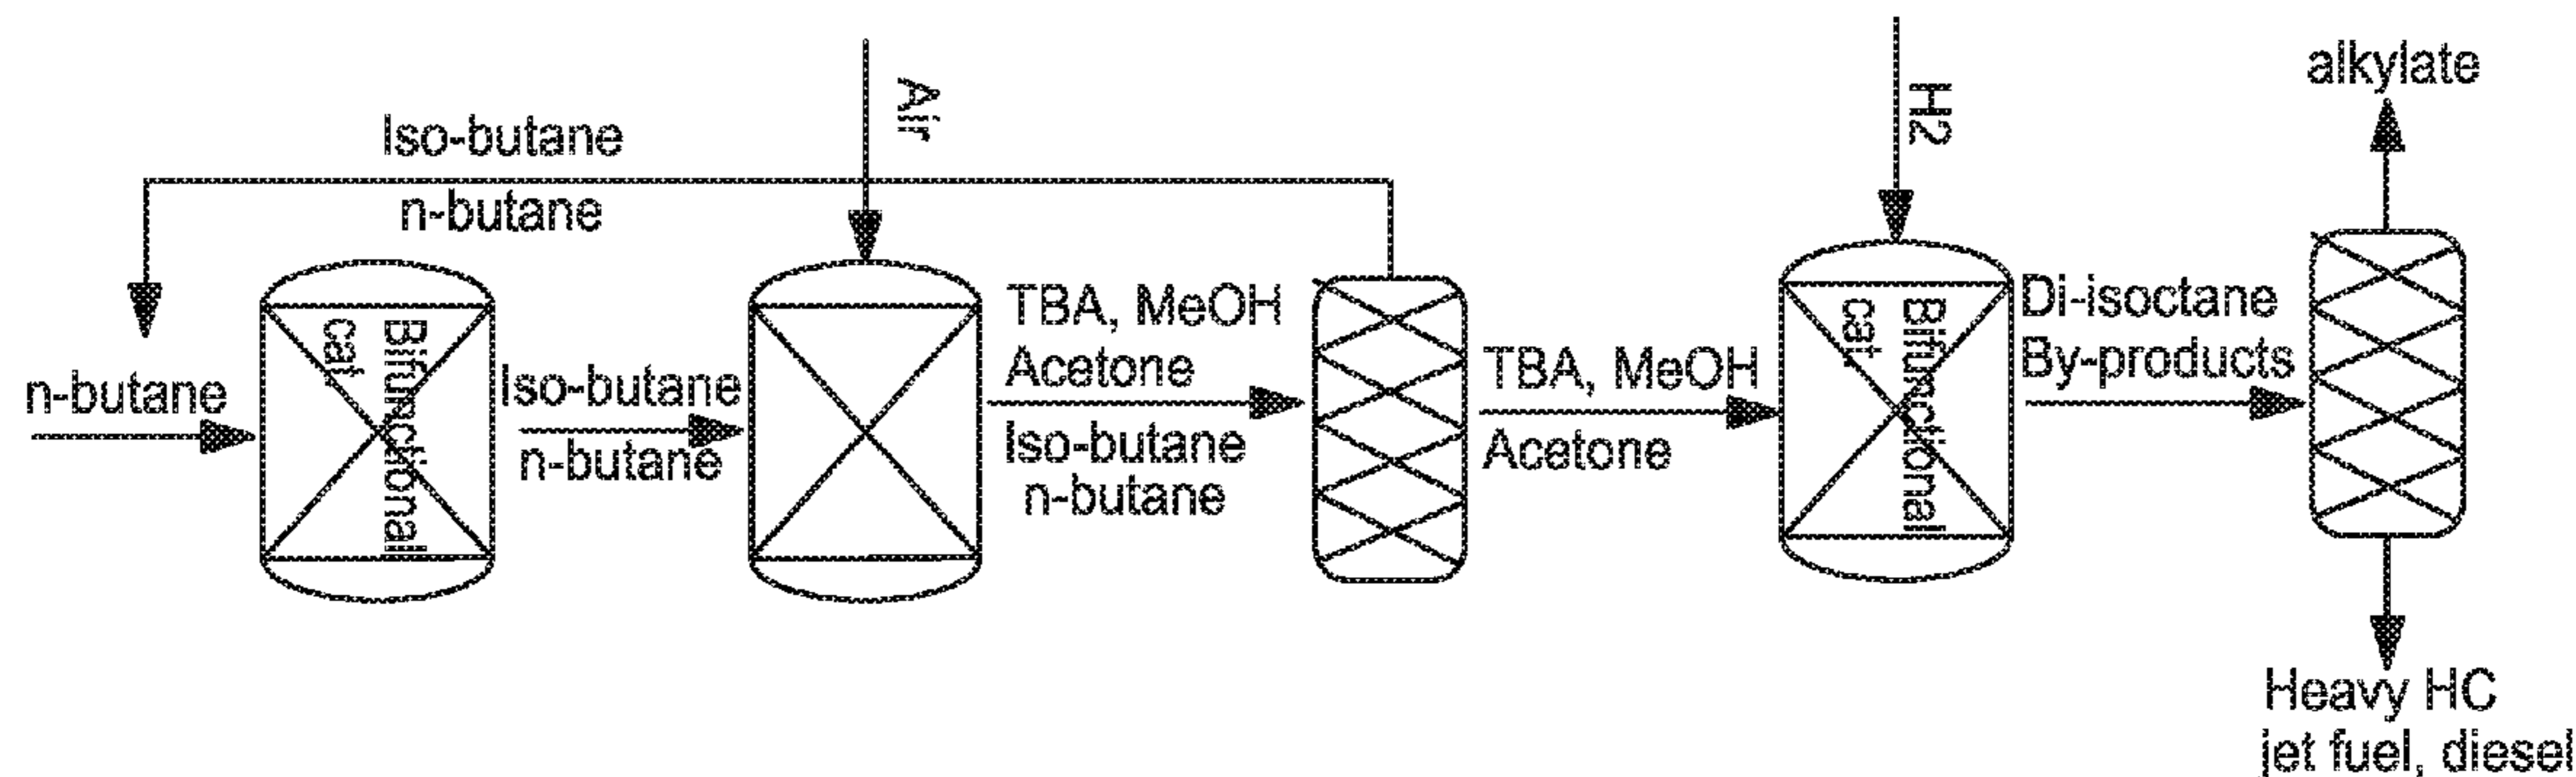 n-butane
Iso-butane
n-butane
Bifunctional
cat.
Iso-butane
n-butane
Air
TBA, MeOH
Acetone
Iso-butane
n-butane
TBA, MeOH
Acetone
H2
Bifunctional
cat.
Di-isoctane
By-products
alkylate
Heavy HC
jet fuel, diesel